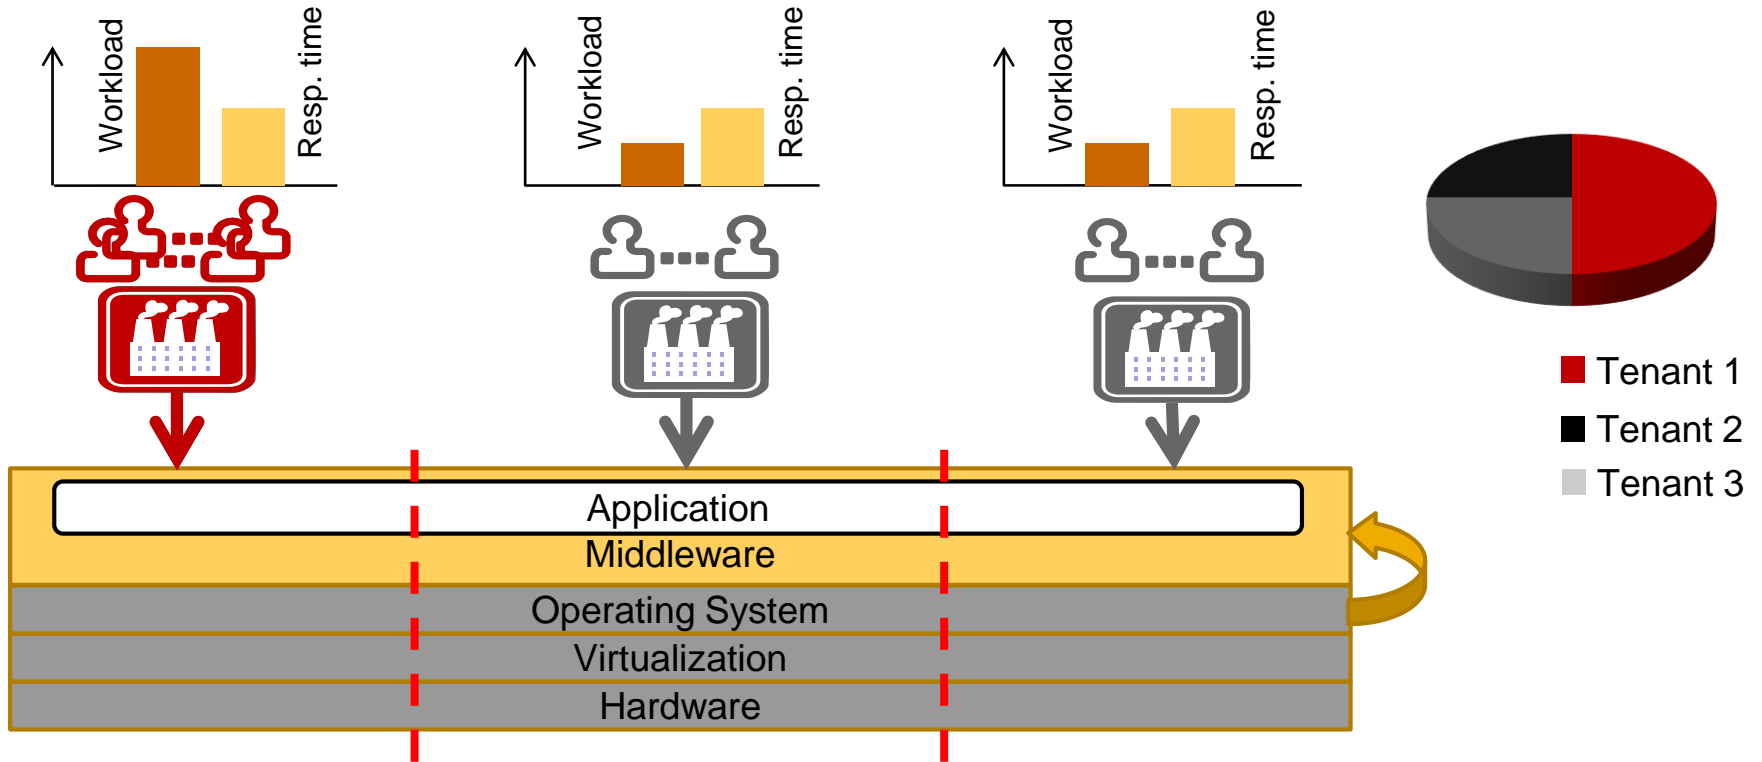 Workload
Resp. time
Workload
Resp. time
Workload
Resp. time
Tenant 1
Tenant 2
Tenant 3
Application
Middleware
Operating System
Virtualization
Hardware